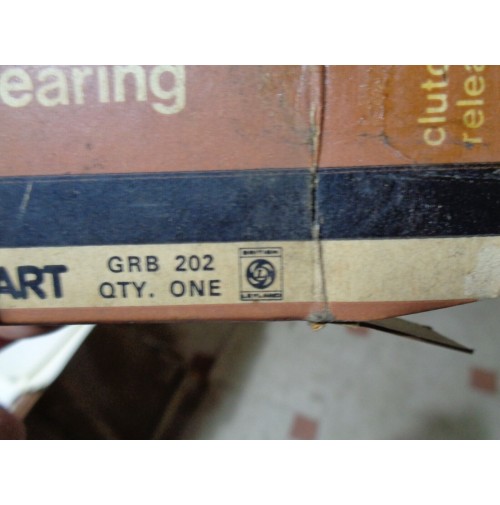 earing
clutc
relea
ART
GRB 202
QTY. ONE
BRITISH
LEYLAND